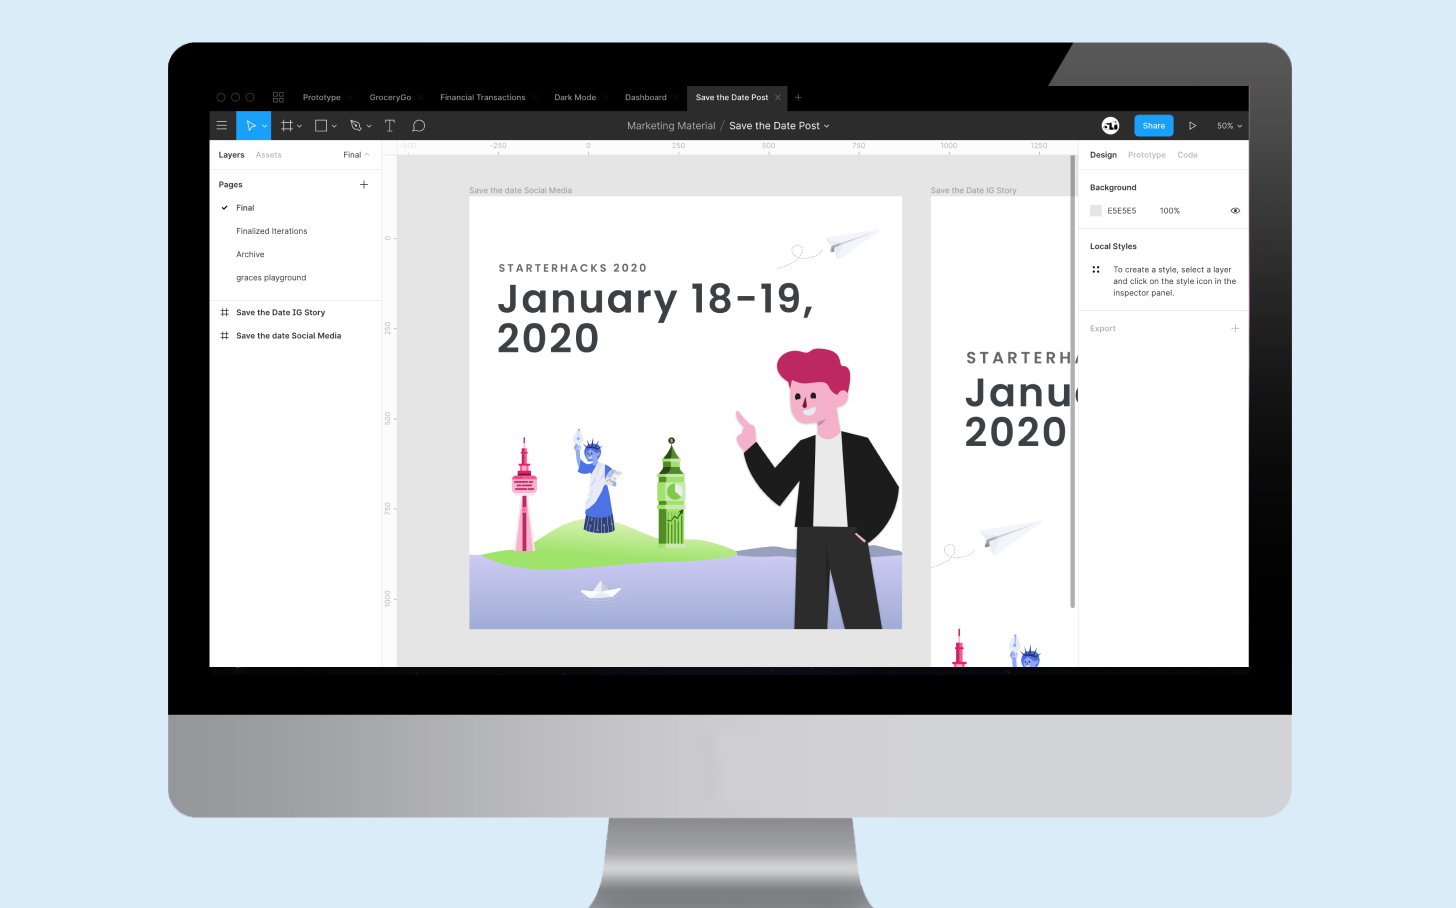 Prototype
GroceryGo
Financial Transactions
Dark Mode
Dashboard
Save the Date Post
Marketing Material / Save the Date Post
Share
50%
Layers
Assets
Final
Pages
Final
Finalized Iterations
Archive
graces playground
Save the Date IG Story
Save the date Social Media
-500
-250
0
250
500
750
1000
1250
0
250
500
750
1000
Save the date Social Media
STARTERHACKS 2020
January 18-19,
2020
Save the Date IG Story
STARTERHA
Janu
2020
Design
Prototype
Code
Background
E5E5E5
100%
Local Styles
To create a style, select a layer
and click on the style icon in the
inspector panel.
Export